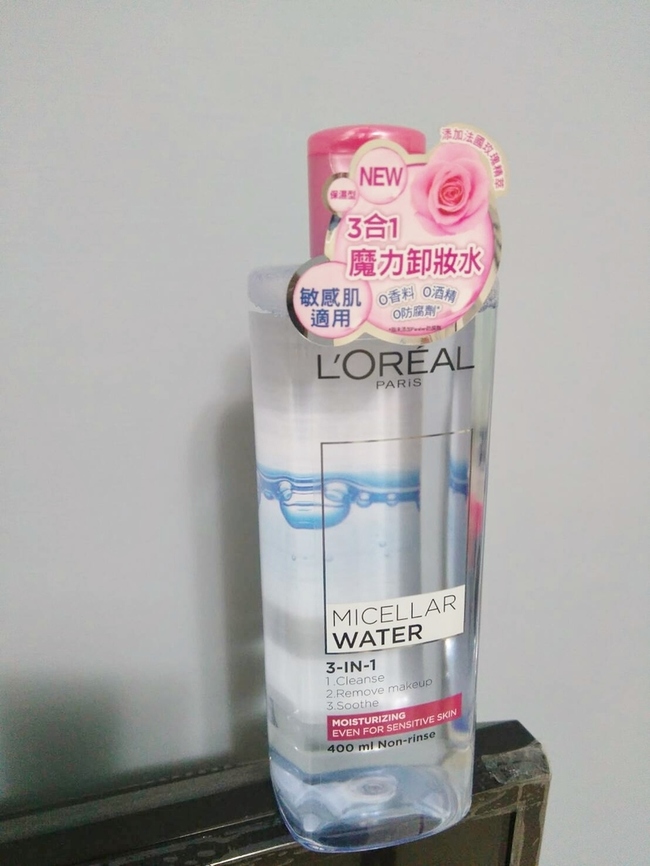 添加法國玫瑰精萃
NEW
保濕型
3合1
魔力卸妝水
敏感肌
適用
0香料 0酒精
0防腐劑*
L'ORÉAL
PARIS
MICELLAR
WATER
3-IN-1
1.Cleanse
2.Remove makeup
3.Soothe
MOISTURIZING
EVEN FOR SENSITIVE SKIN
400 ml Non-rinse